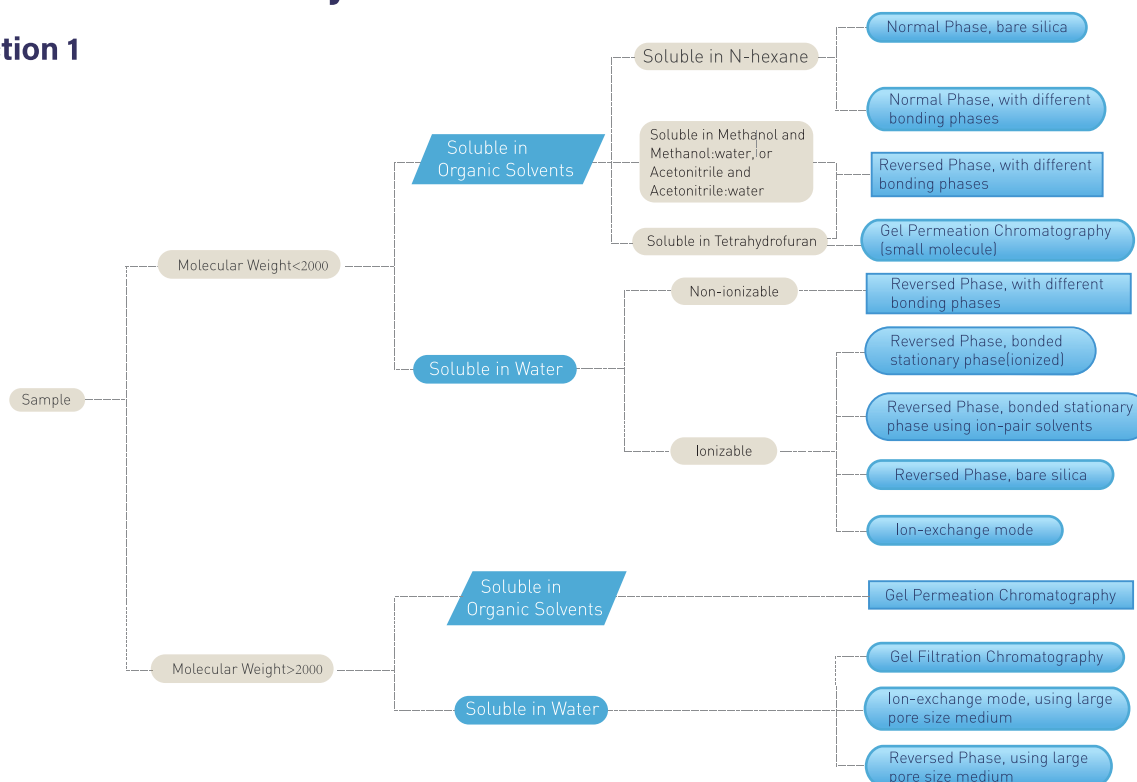 tion 1
Normal Phase, bare silica
Soluble in N-hexane
Normal Phase, with different
bonding phases
Soluble in
Organic Solvents
Soluble in Methanol and
Methanol:water, or
Acetonitrile and
Acetonitrile:water
Reversed Phase, with different
bonding phases
Soluble in Tetrahydrofuran
Gel Permeation Chromatography
(small molecule)
Molecular Weight<2000
Non-ionizable
Reversed Phase, with different
bonding phases
Reversed Phase, bonded
stationary phase(ionized)
Soluble in Water
Sample
Reversed Phase, bonded stationary
phase using ion-pair solvents
Ionizable
Reversed Phase, bare silica
Ion-exchange mode
Soluble in
Organic Solvents
Gel Permeation Chromatography
Molecular Weight>2000
Gel Filtration Chromatography
Soluble in Water
Ion-exchange mode, using large
pore size medium
Reversed Phase, using large
pore size medium